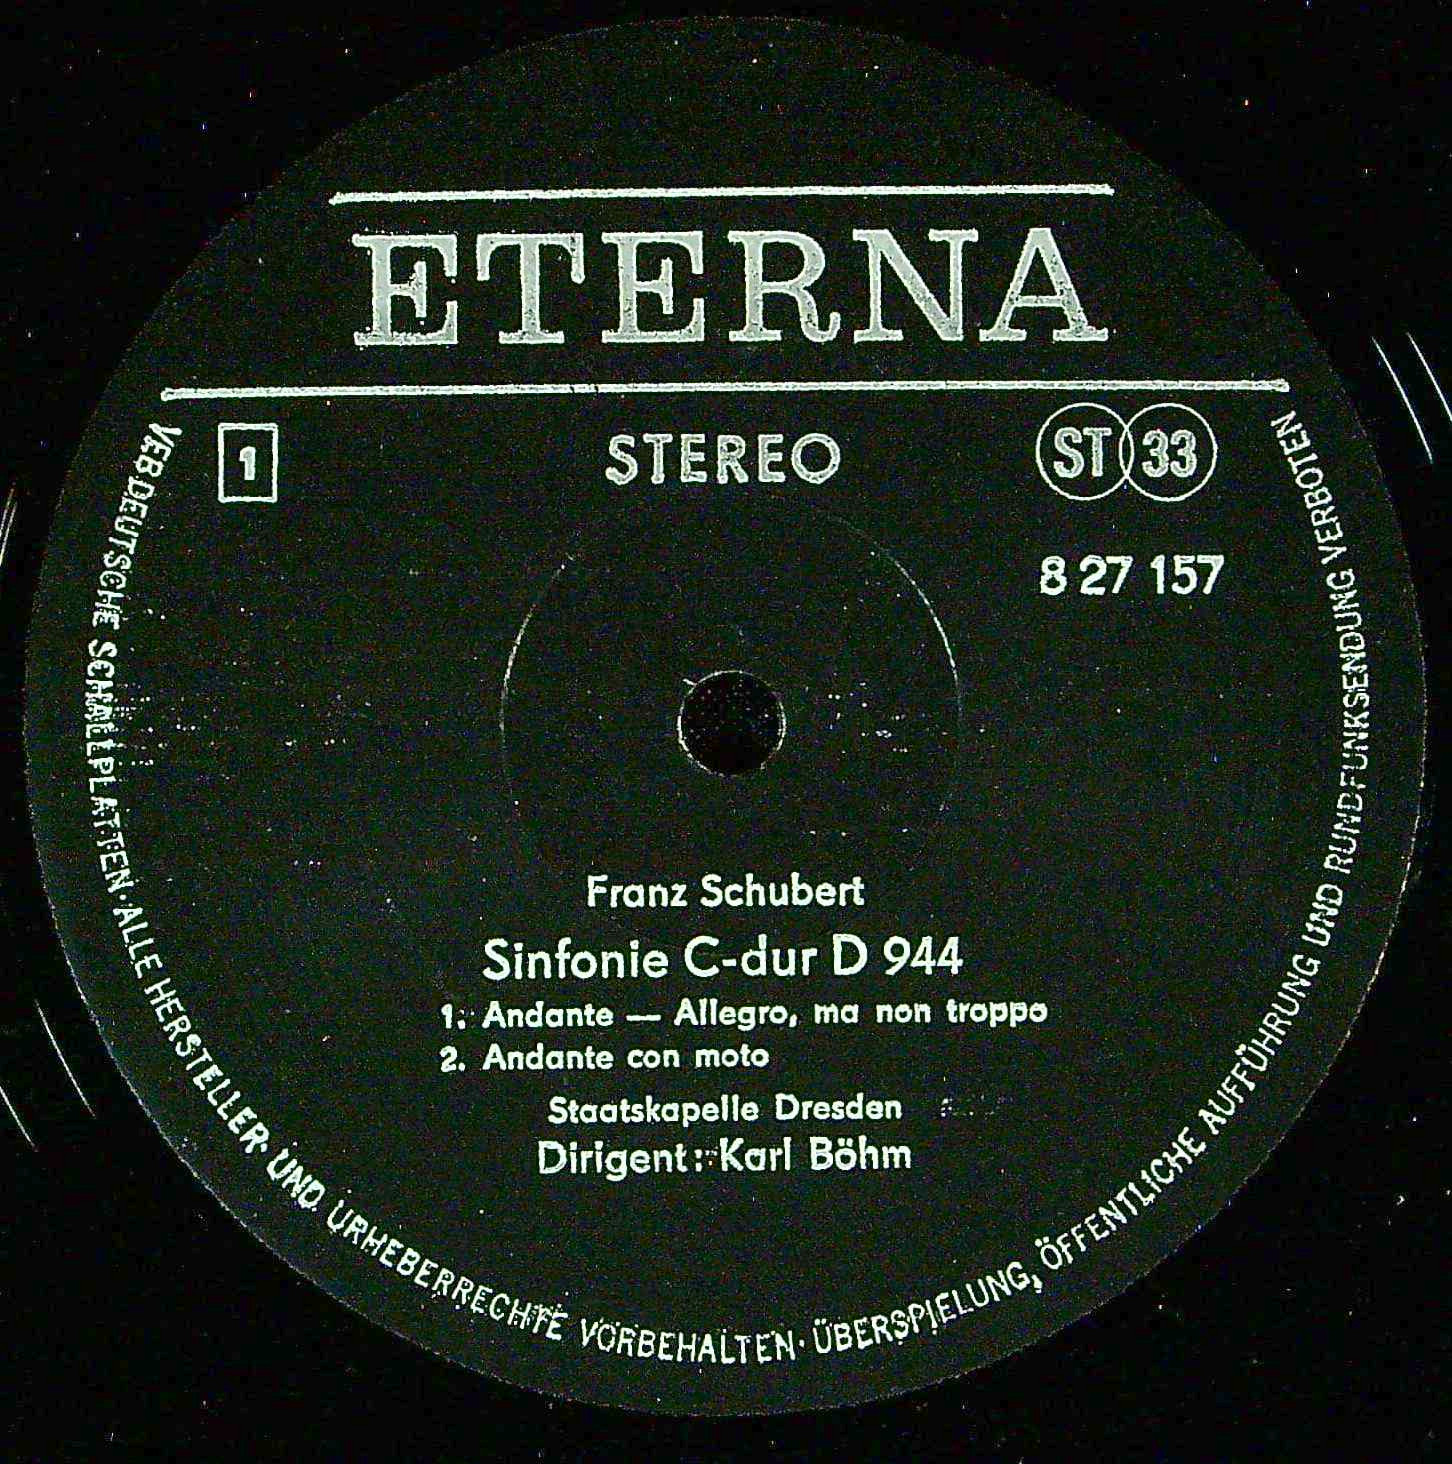 ETERNA
1
STEREO
ST 33
8 27 157
Franz Schubert
Sinfonie C-dur D 944
1. Andante — Allegro, ma non troppo
2. Andante con moto
Staatskapelle Dresden
Dirigent: Karl Böhm
VEB DEUTSCHE SCHALLPLATTEN · ALLE HERSTELLER- UND URHEBERRECHTE VORBEHALTEN · ÜBERSPIELUNG, ÖFFENTLICHE AUFFÜHRUNG UND RUNDFUNKSENDUNG VERBOTEN